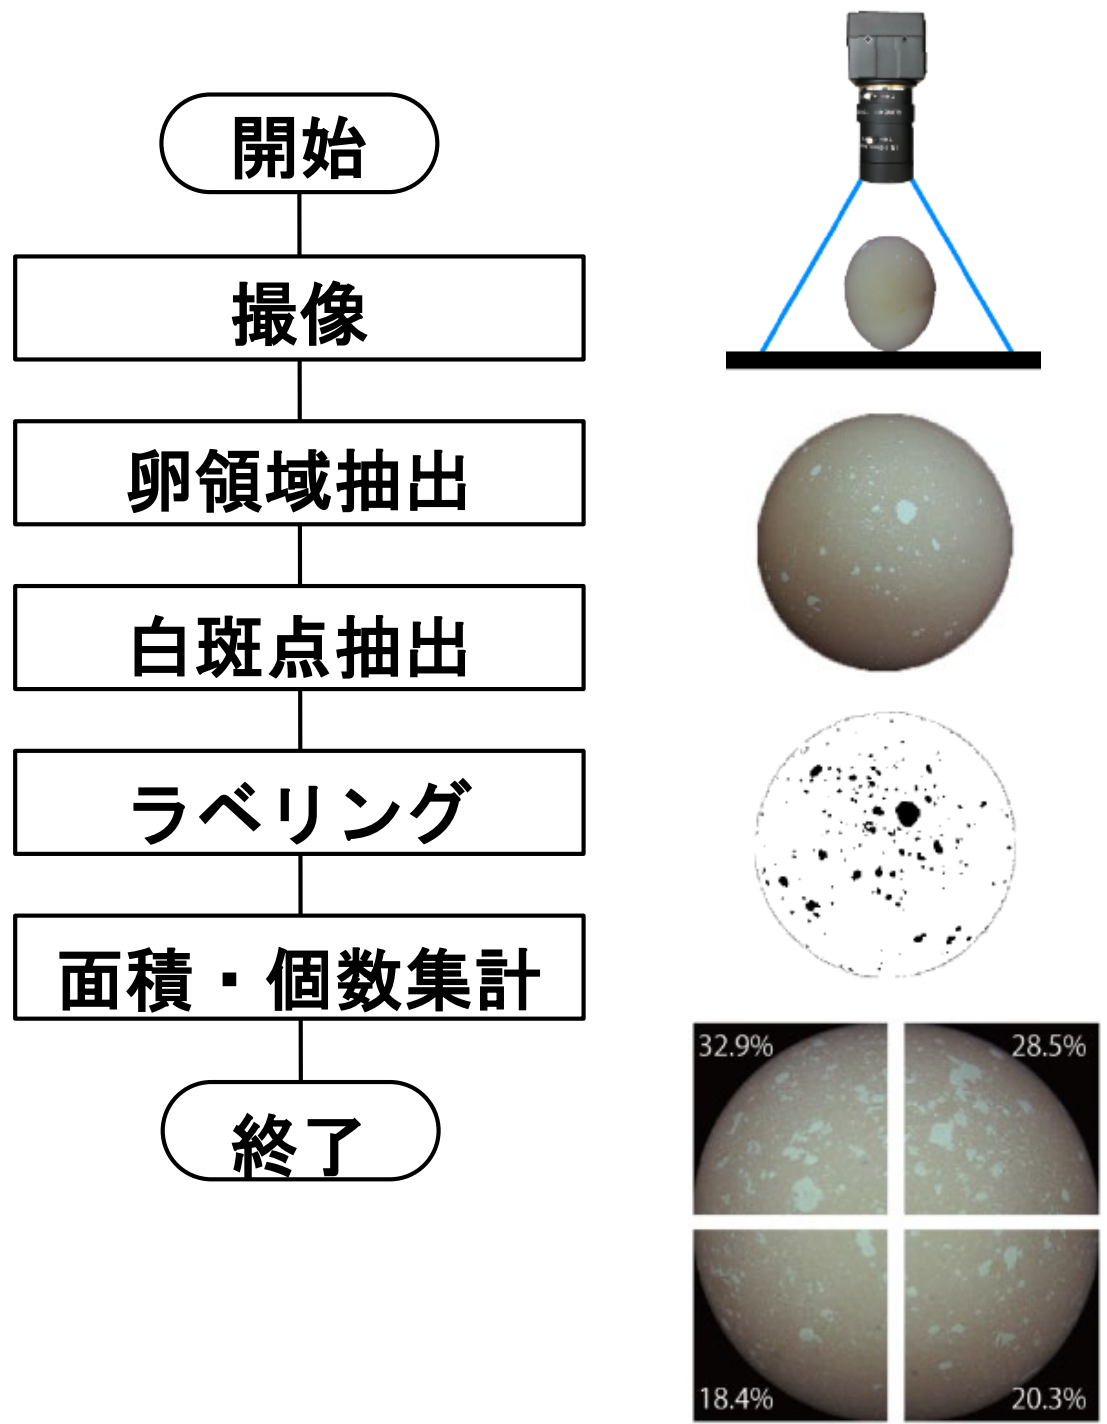 開始
撮像
卵領域抽出
白斑点抽出
ラベリング
面積・個数集計
終了
32.9%
28.5%
18.4%
20.3%